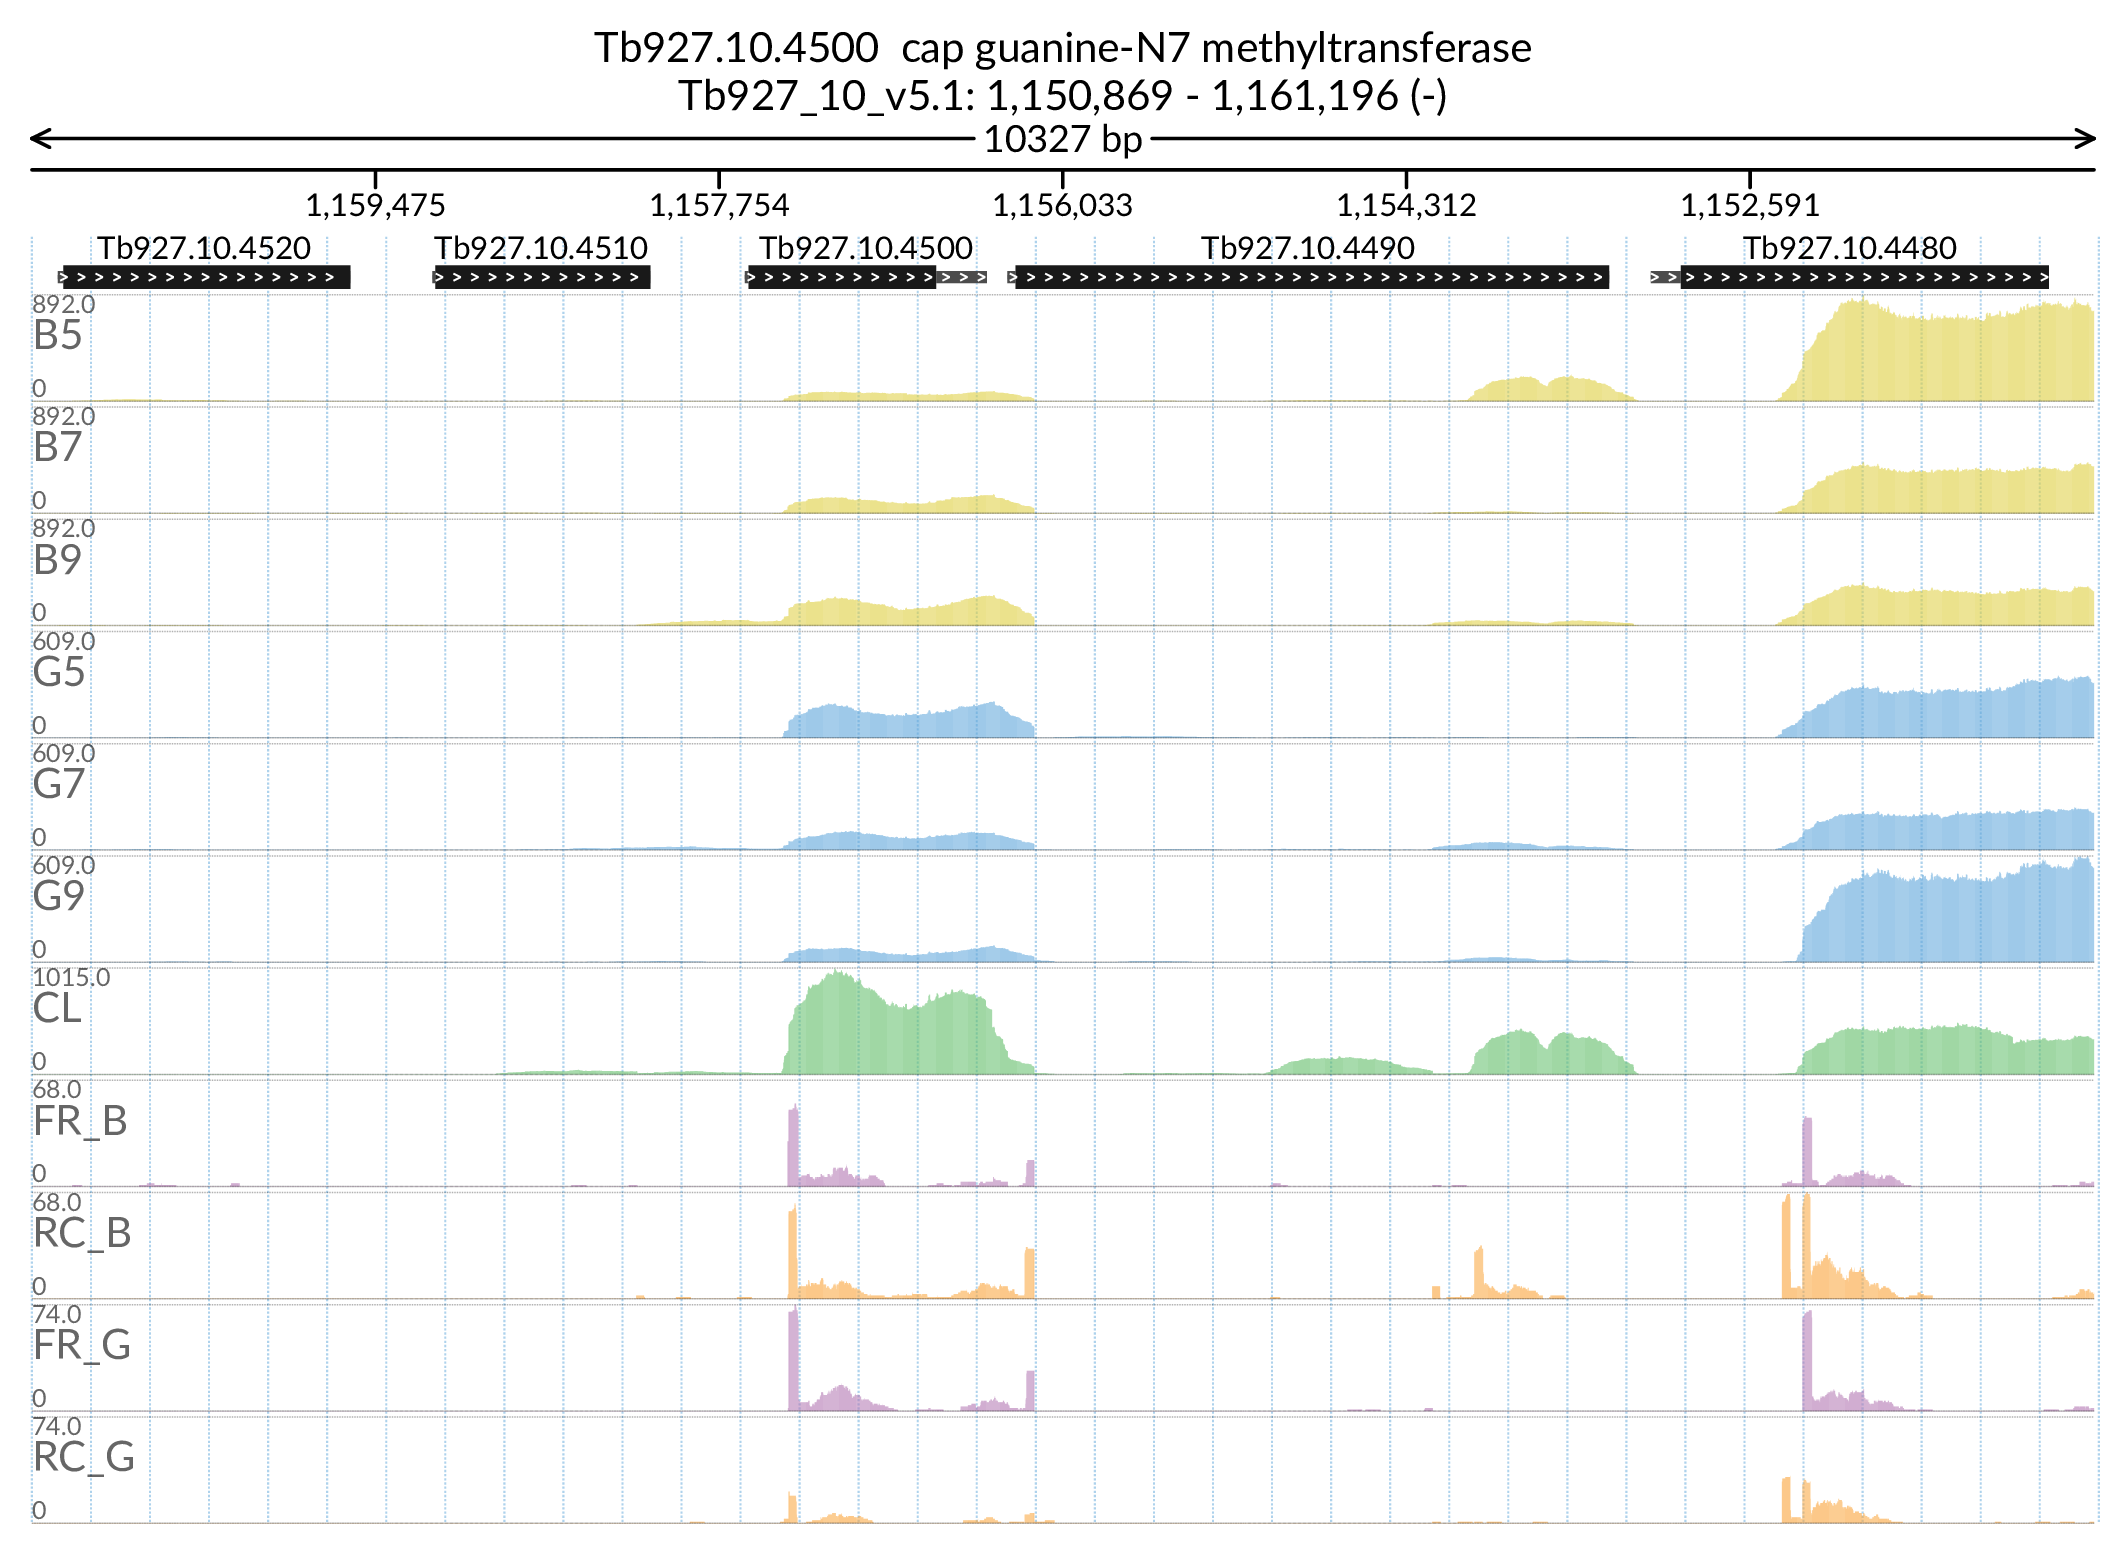 Tb927.10.4500  cap guanine-N7 methyltransferase
Tb927_10_v5.1: 1,150,869 - 1,161,196 (-)
10327 bp
1,159,475 1,157,754 1,156,033 1,154,312 1,152,591
Tb927.10.4520 Tb927.10.4510 Tb927.10.4500 Tb927.10.4490 Tb927.10.4480
892.0
B5
0
892.0
B7
0
892.0
B9
0
609.0
G5
0
609.0
G7
0
609.0
G9
0
1015.0
CL
0
68.0
FR_B
0
68.0
RC_B
0
74.0
FR_G
0
74.0
RC_G
0